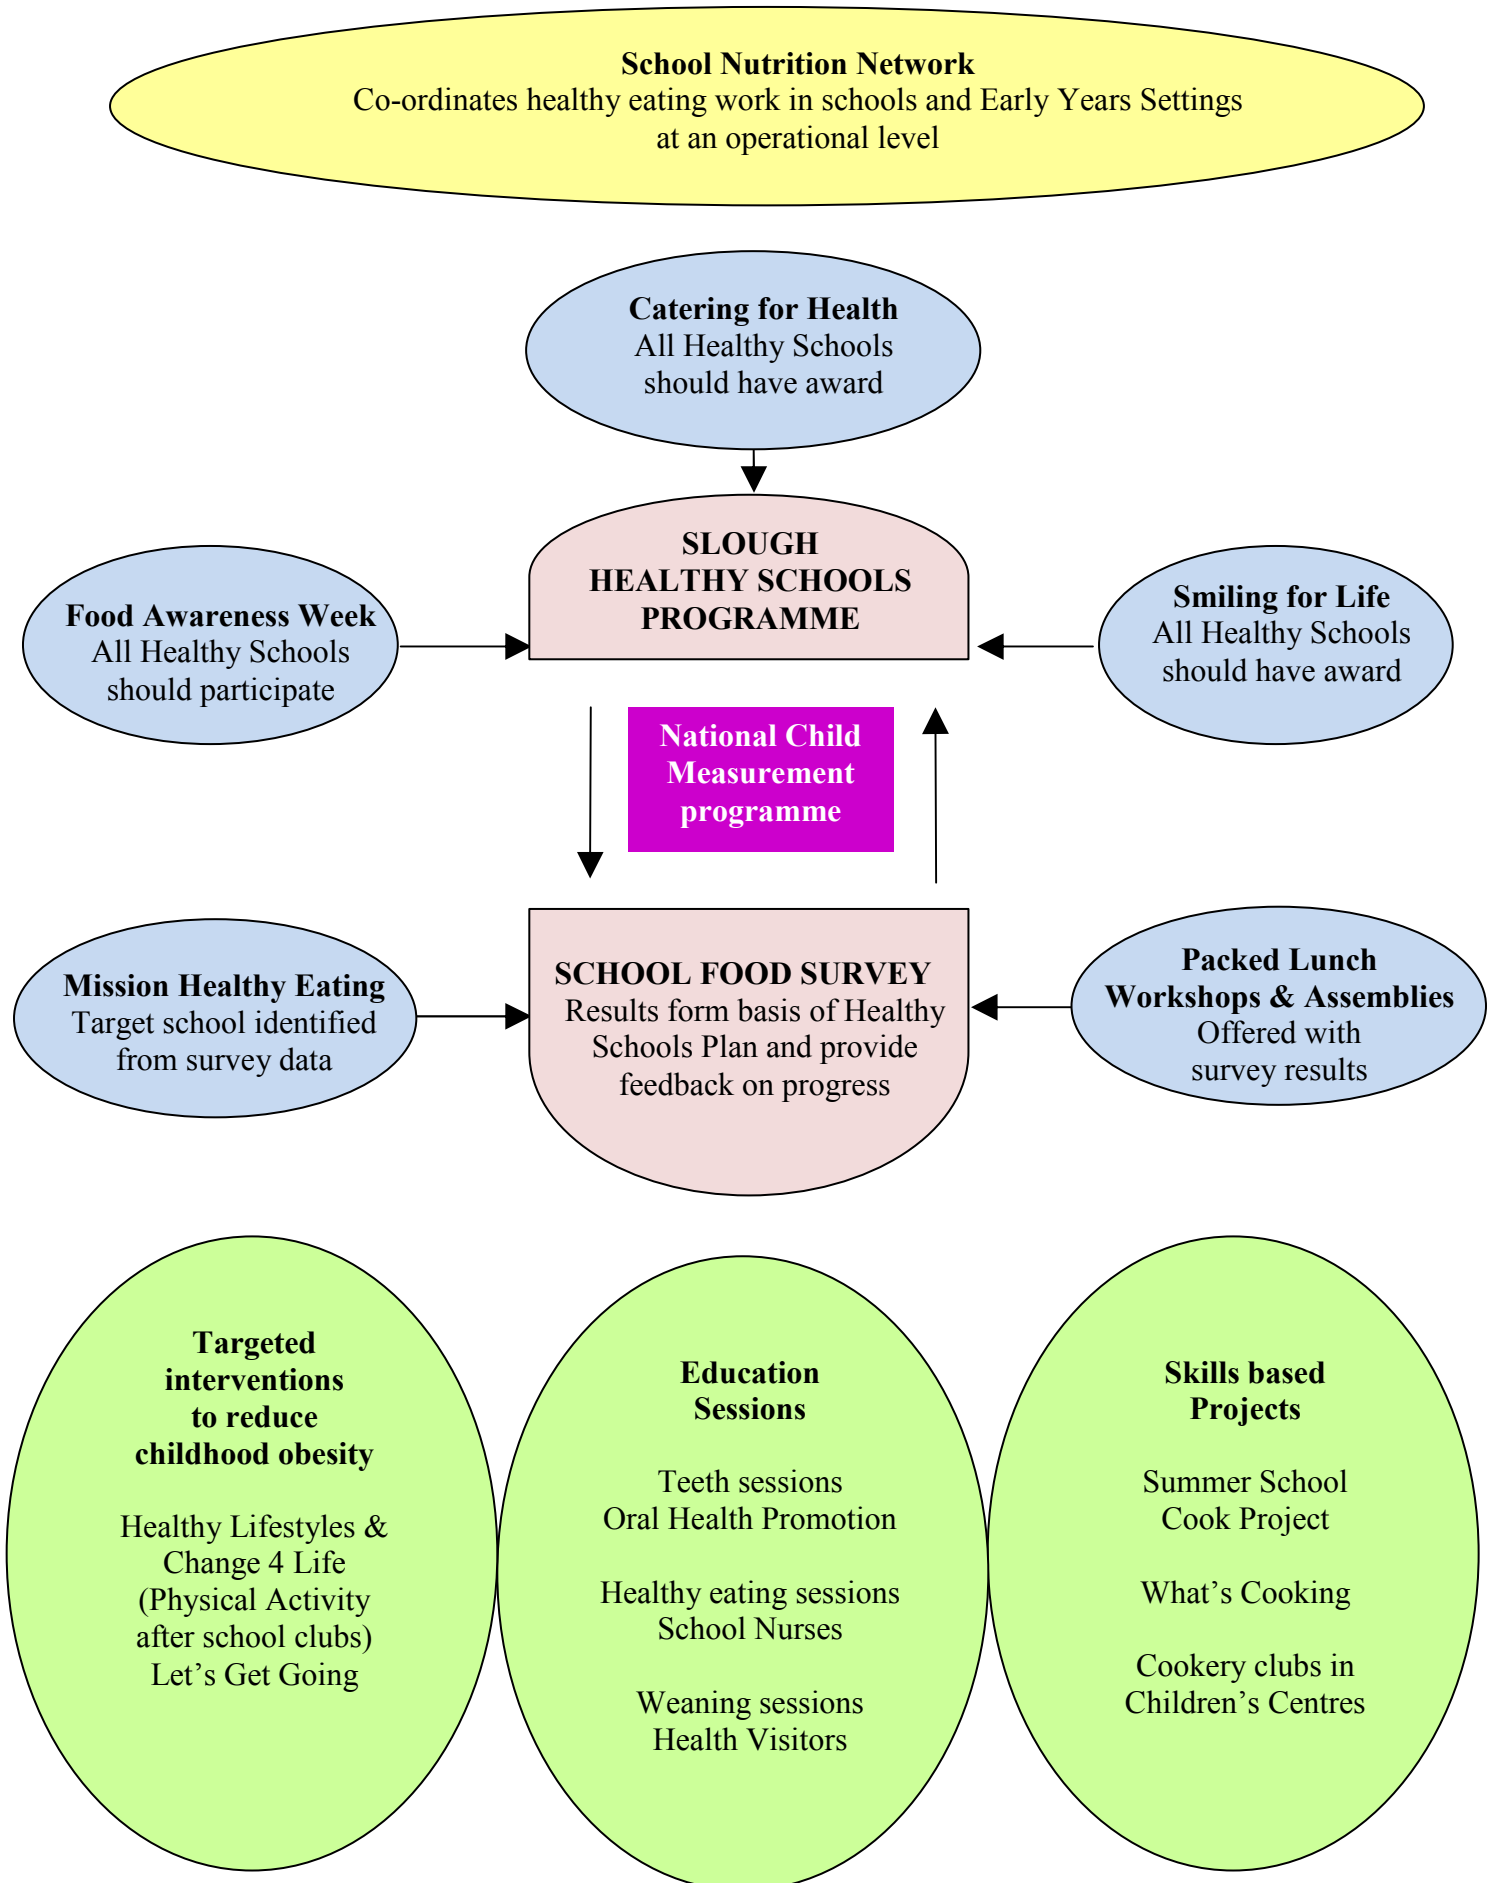 School Nutrition Network
Co-ordinates healthy eating work in schools and Early Years Settings
at an operational level
Catering for Health
All Healthy Schools
should have award
SLOUGH
HEALTHY SCHOOLS
PROGRAMME
Food Awareness Week
All Healthy Schools
should participate
Smiling for Life
All Healthy Schools
should have award
National Child
Measurement
programme
Mission Healthy Eating
Target school identified
from survey data
SCHOOL FOOD SURVEY
Results form basis of Healthy
Schools Plan and provide
feedback on progress
Packed Lunch
Workshops & Assemblies
Offered with
survey results
Targeted
interventions
to reduce
childhood obesity
Healthy Lifestyles &
Change 4 Life
(Physical Activity
after school clubs)
Let’s Get Going
Education
Sessions
Teeth sessions
Oral Health Promotion
Healthy eating sessions
School Nurses
Weaning sessions
Health Visitors
Skills based
Projects
Summer School
Cook Project
What’s Cooking
Cookery clubs in
Children’s Centres